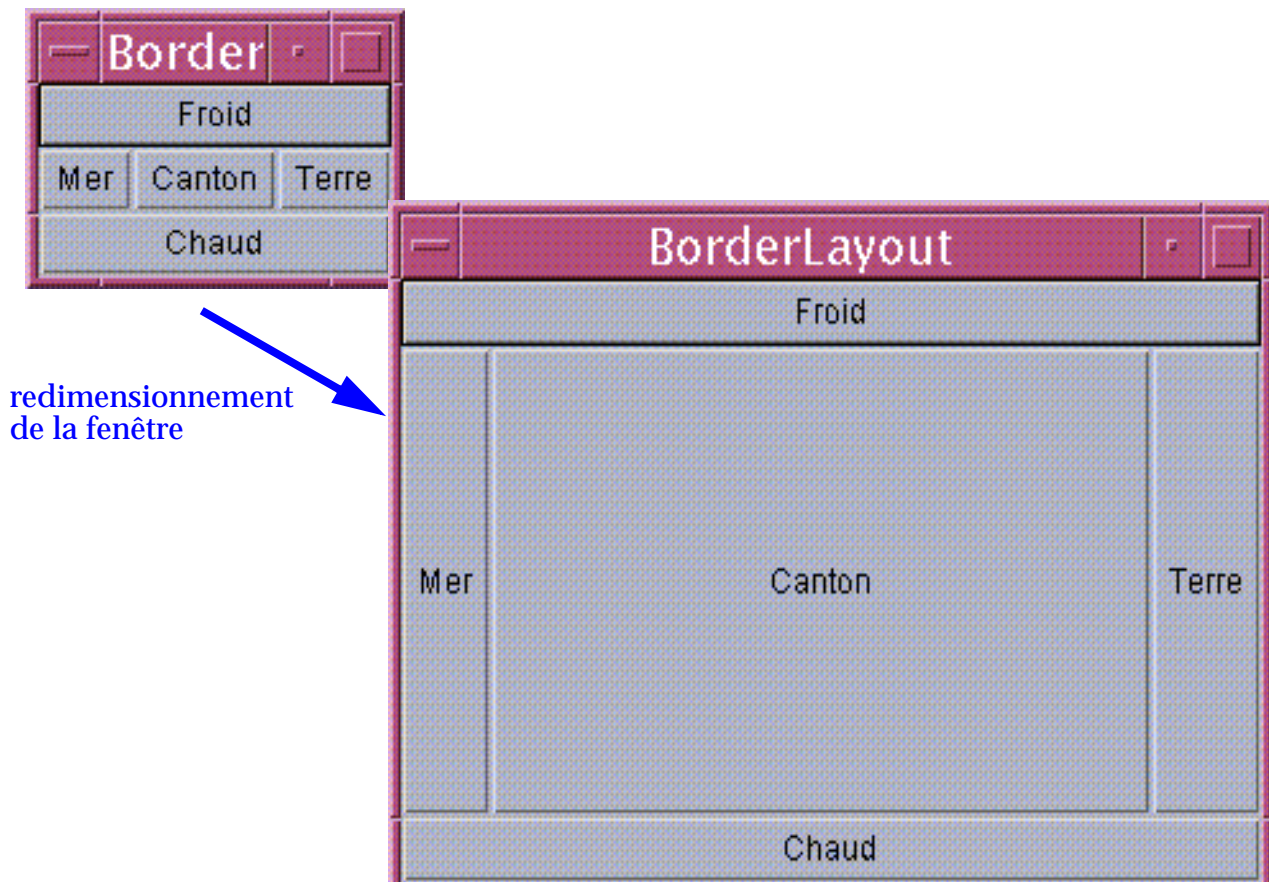 Border
Froid
Mer Canton Terre
Chaud
redimensionnement
de la fenêtre
BorderLayout
Froid
Mer Canton Terre
Chaud